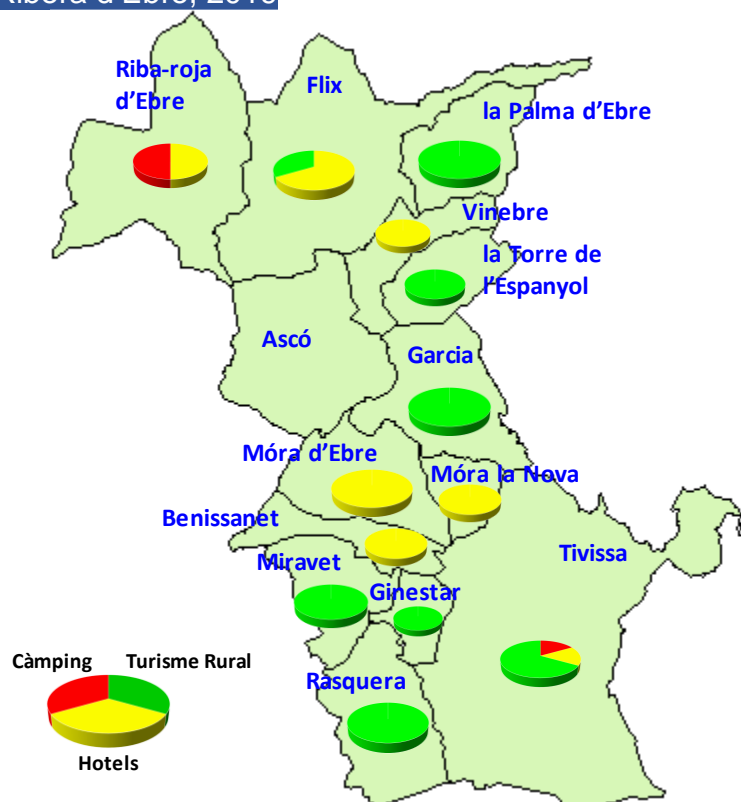 Riba-roja
d'Ebre
Flix
la Palma d'Ebre
Vinebre
la Torre de
l'Espanyol
Ascó
Garcia
Móra d'Ebre
Móra la Nova
Benissanet
Tivissa
Miravet
Ginestar
Rasquera
Càmping
Turisme Rural
Hotels